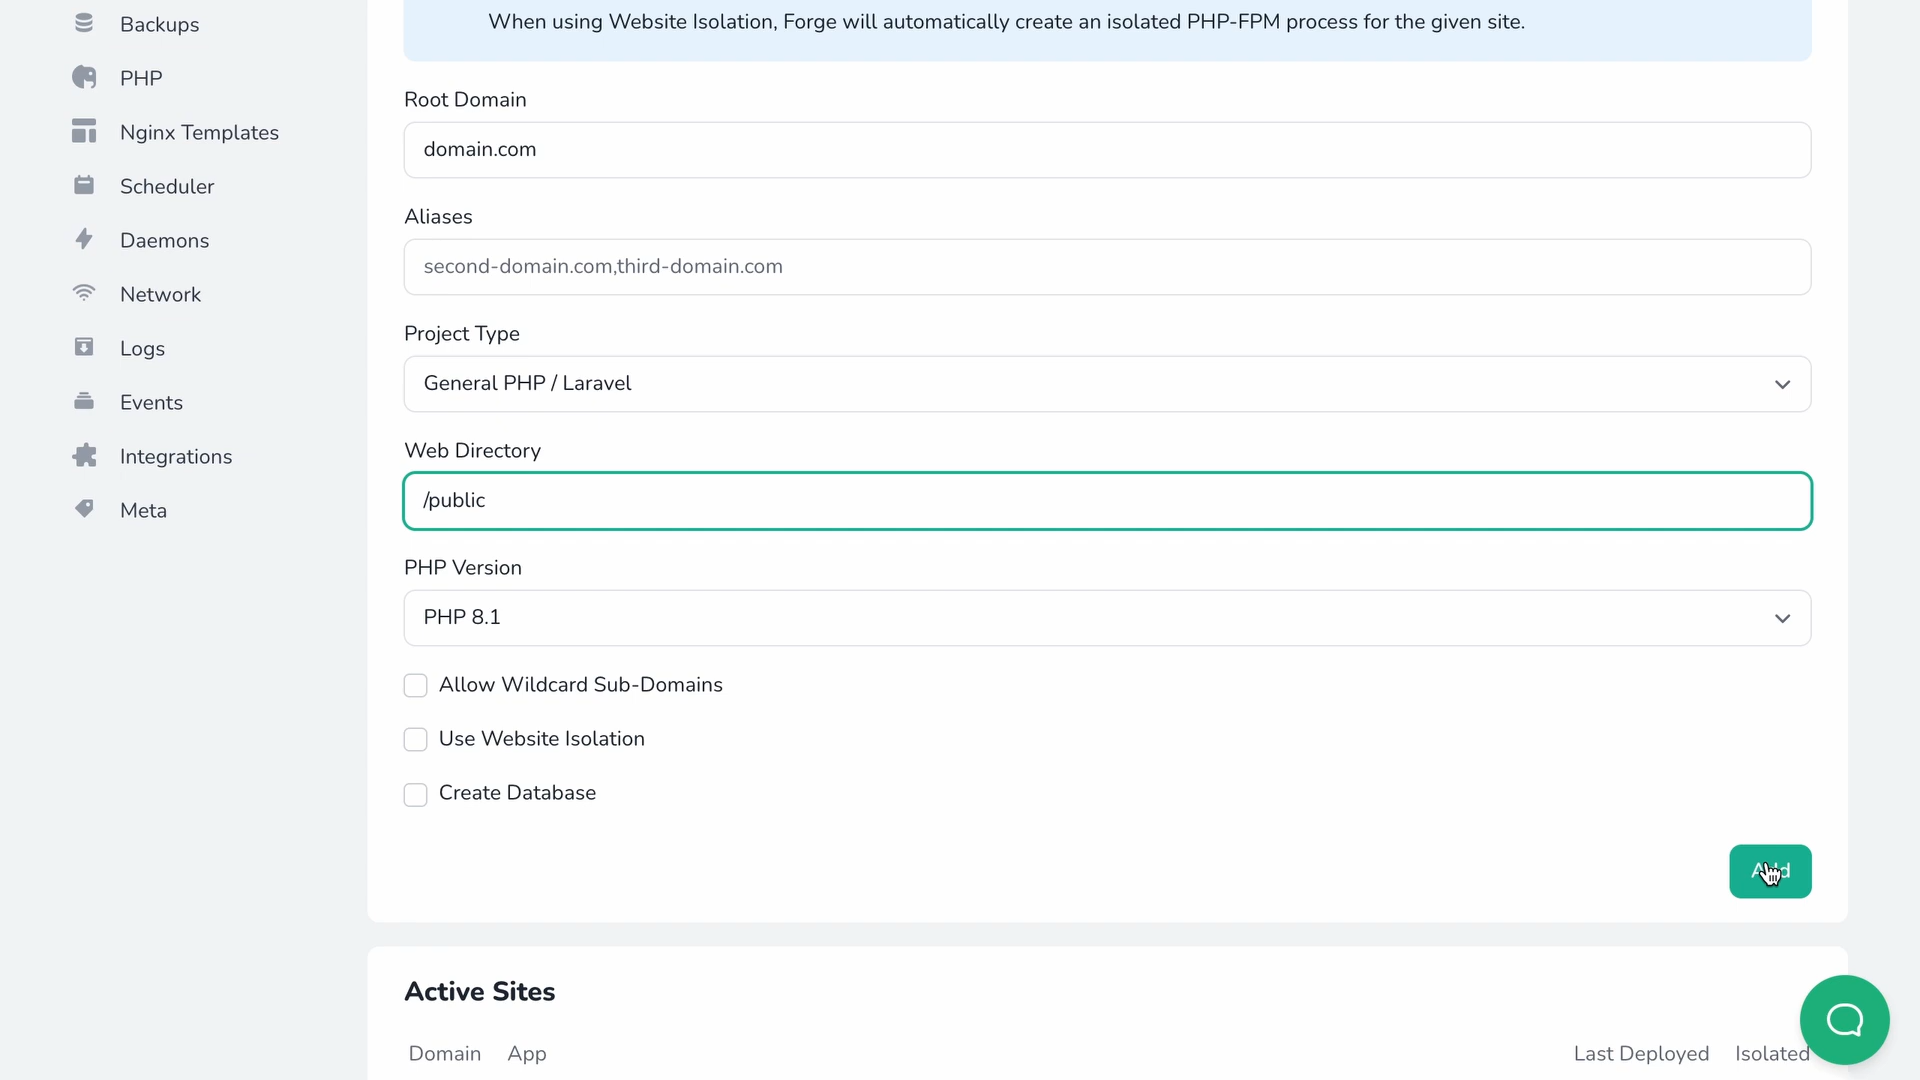 Backups
PHP
Nginx Templates
Scheduler
Daemons
Network
Logs
Events
Integrations
Meta
When using Website Isolation, Forge will automatically create an isolated PHP-FPM process for the given site.
Root Domain
domain.com
Aliases
second-domain.com,third-domain.com
Project Type
General PHP / Laravel
Web Directory
/public
PHP Version
PHP 8.1
Allow Wildcard Sub-Domains
Use Website Isolation
Create Database
Add
Active Sites
Domain App Last Deployed Isolated